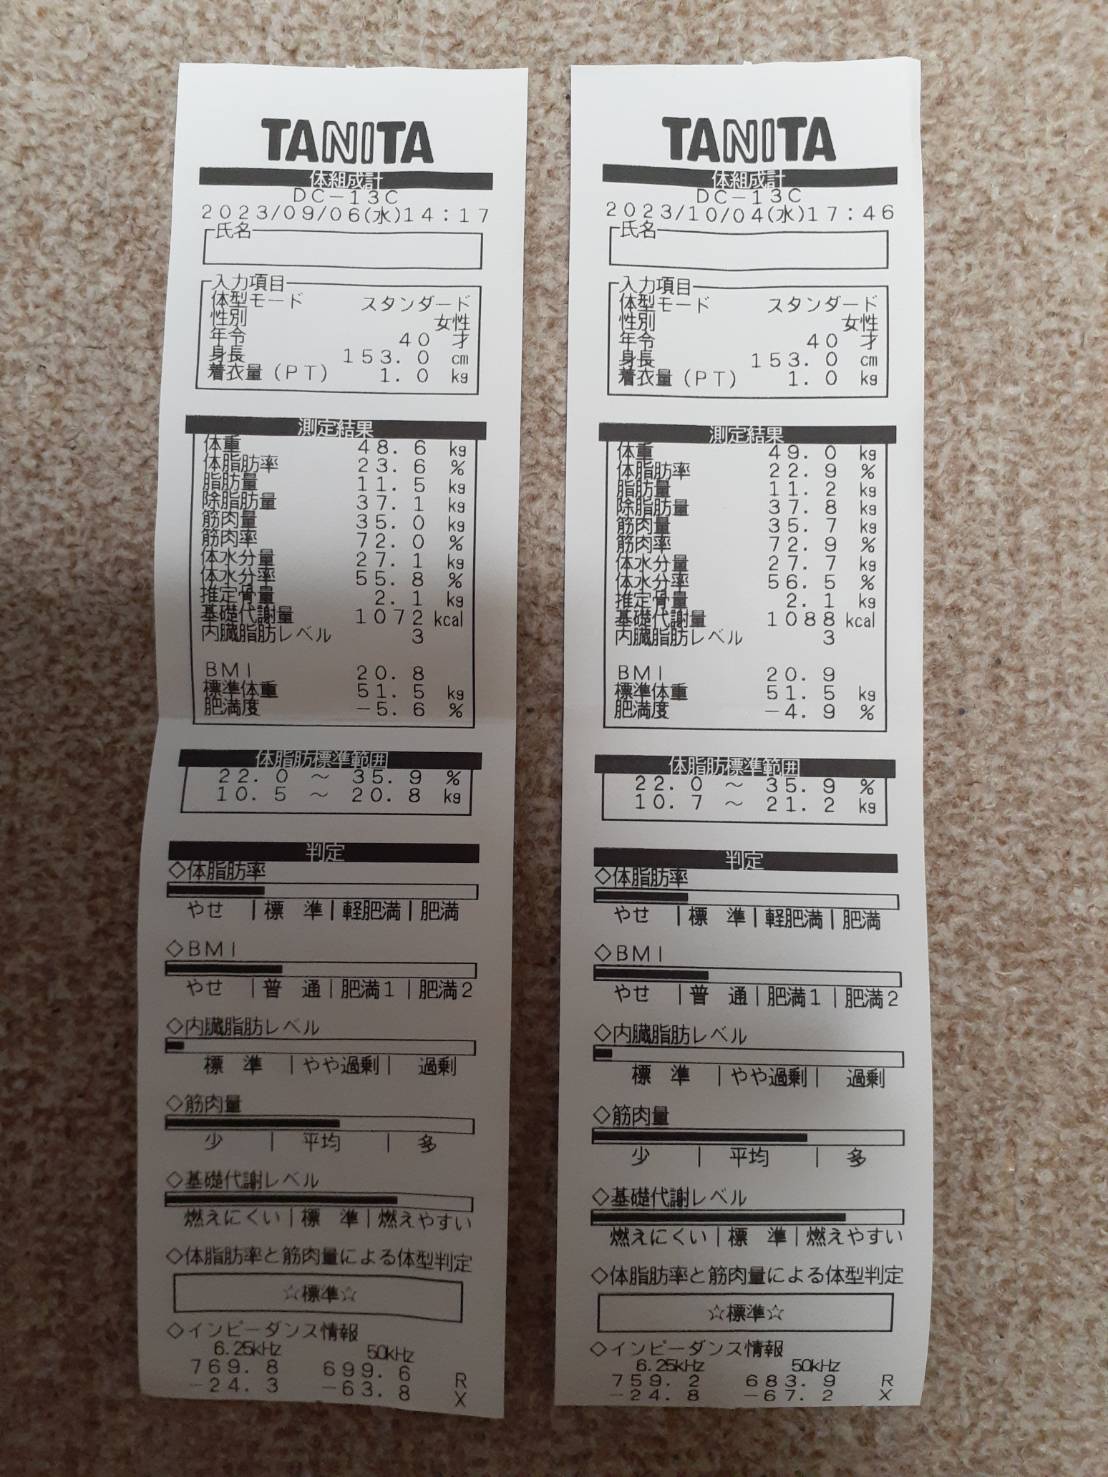 TANITA
体組成計
DC-13C
2023/09/06(水)14:17
氏名
入力項目
体型モード スタンダード
性別 女性
年令 40 才
身長 153.0 cm
着衣量(PT) 1.0 kg
測定結果
体重 48.6 kg
体脂肪率 23.6 %
脂肪量 11.5 kg
除脂肪量 37.1 kg
筋肉量 35.0 kg
筋肉率 72.0 %
体水分量 27.1 kg
体水分率 55.8 %
推定骨量 2.1 kg
基礎代謝量 1072 kcal
内臓脂肪レベル 3
BMI 20.8
標準体重 51.5 kg
肥満度 -5.6 %
体脂肪標準範囲
22.0 ～ 35.9 %
10.5 ～ 20.8 kg
判定
◇体脂肪率
やせ |標 準|軽肥満|肥満
◇BMI
やせ |普 通|肥満1|肥満2
◇内臓脂肪レベル
標 準 |やや過剰| 過剰
◇筋肉量
少 | 平均 | 多
◇基礎代謝レベル
燃えにくい|標 準|燃えやすい
◇体脂肪率と筋肉量による体型判定
☆標準☆
◇インピーダンス情報
6.25kHz 50kHz
769.8 699.6 R
-24.3 -63.8 X
TANITA
体組成計
DC-13C
2023/10/04(水)17:46
氏名
入力項目
体型モード スタンダード
性別 女性
年令 40 才
身長 153.0 cm
着衣量(PT) 1.0 kg
測定結果
体重 49.0 kg
体脂肪率 22.9 %
脂肪量 11.2 kg
除脂肪量 37.8 kg
筋肉量 35.7 kg
筋肉率 72.9 %
体水分量 27.7 kg
体水分率 56.5 %
推定骨量 2.1 kg
基礎代謝量 1088 kcal
内臓脂肪レベル 3
BMI 20.9
標準体重 51.5 kg
肥満度 -4.9 %
体脂肪標準範囲
22.0 ～ 35.9 %
10.7 ～ 21.2 kg
判定
◇体脂肪率
やせ |標 準|軽肥満|肥満
◇BMI
やせ |普 通|肥満1|肥満2
◇内臓脂肪レベル
標 準 |やや過剰| 過剰
◇筋肉量
少 | 平均 | 多
◇基礎代謝レベル
燃えにくい|標 準|燃えやすい
◇体脂肪率と筋肉量による体型判定
☆標準☆
◇インピーダンス情報
6.25kHz 50kHz
759.2 683.9 R
-24.8 -67.2 X